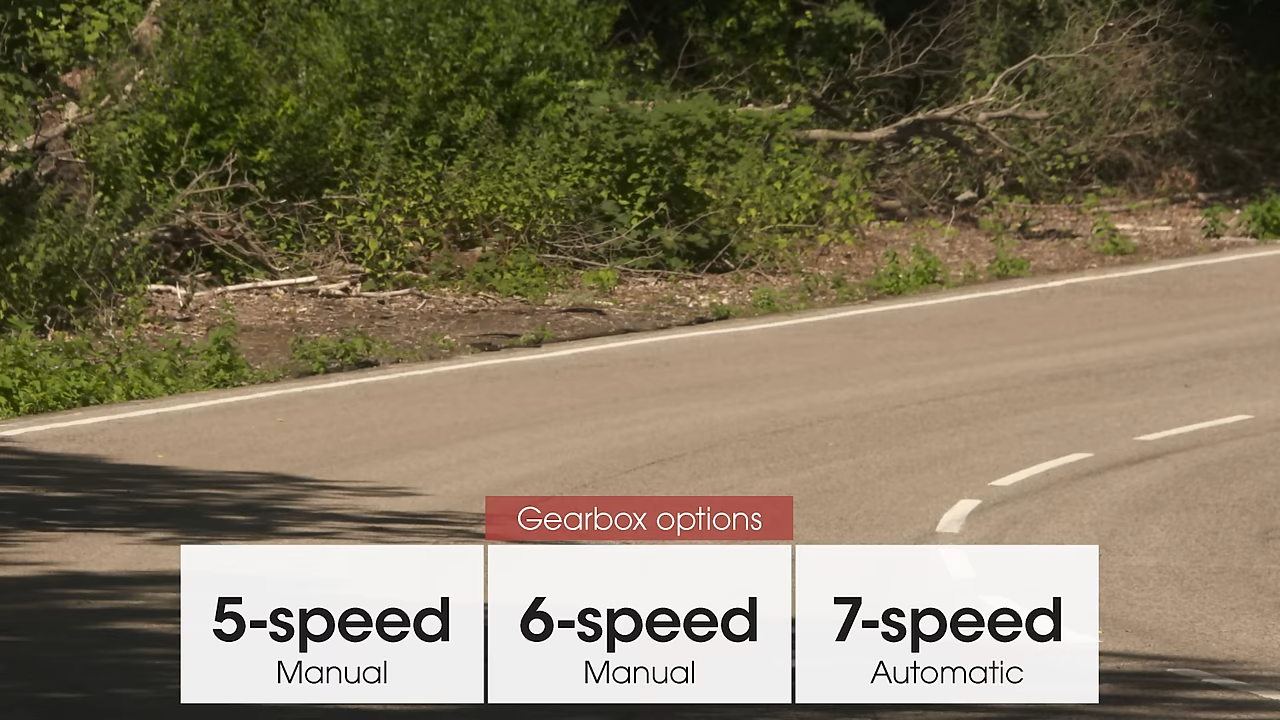 Gearbox options
5-speed
Manual
6-speed
Manual
7-speed
Automatic